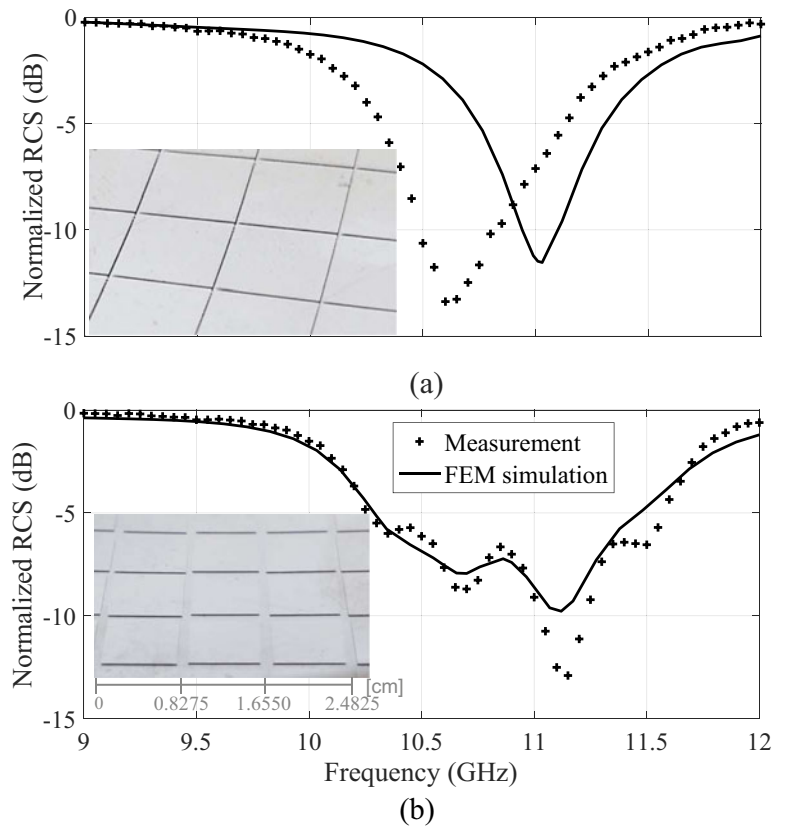 Normalized RCS (dB)
0
-5
-10
-15
(a)
Normalized RCS (dB)
0
-5
-10
-15
Measurement
FEM simulation
0 0.8275 1.6550 2.4825 [cm]
9 9.5 10 10.5 11 11.5 12
Frequency (GHz)
(b)